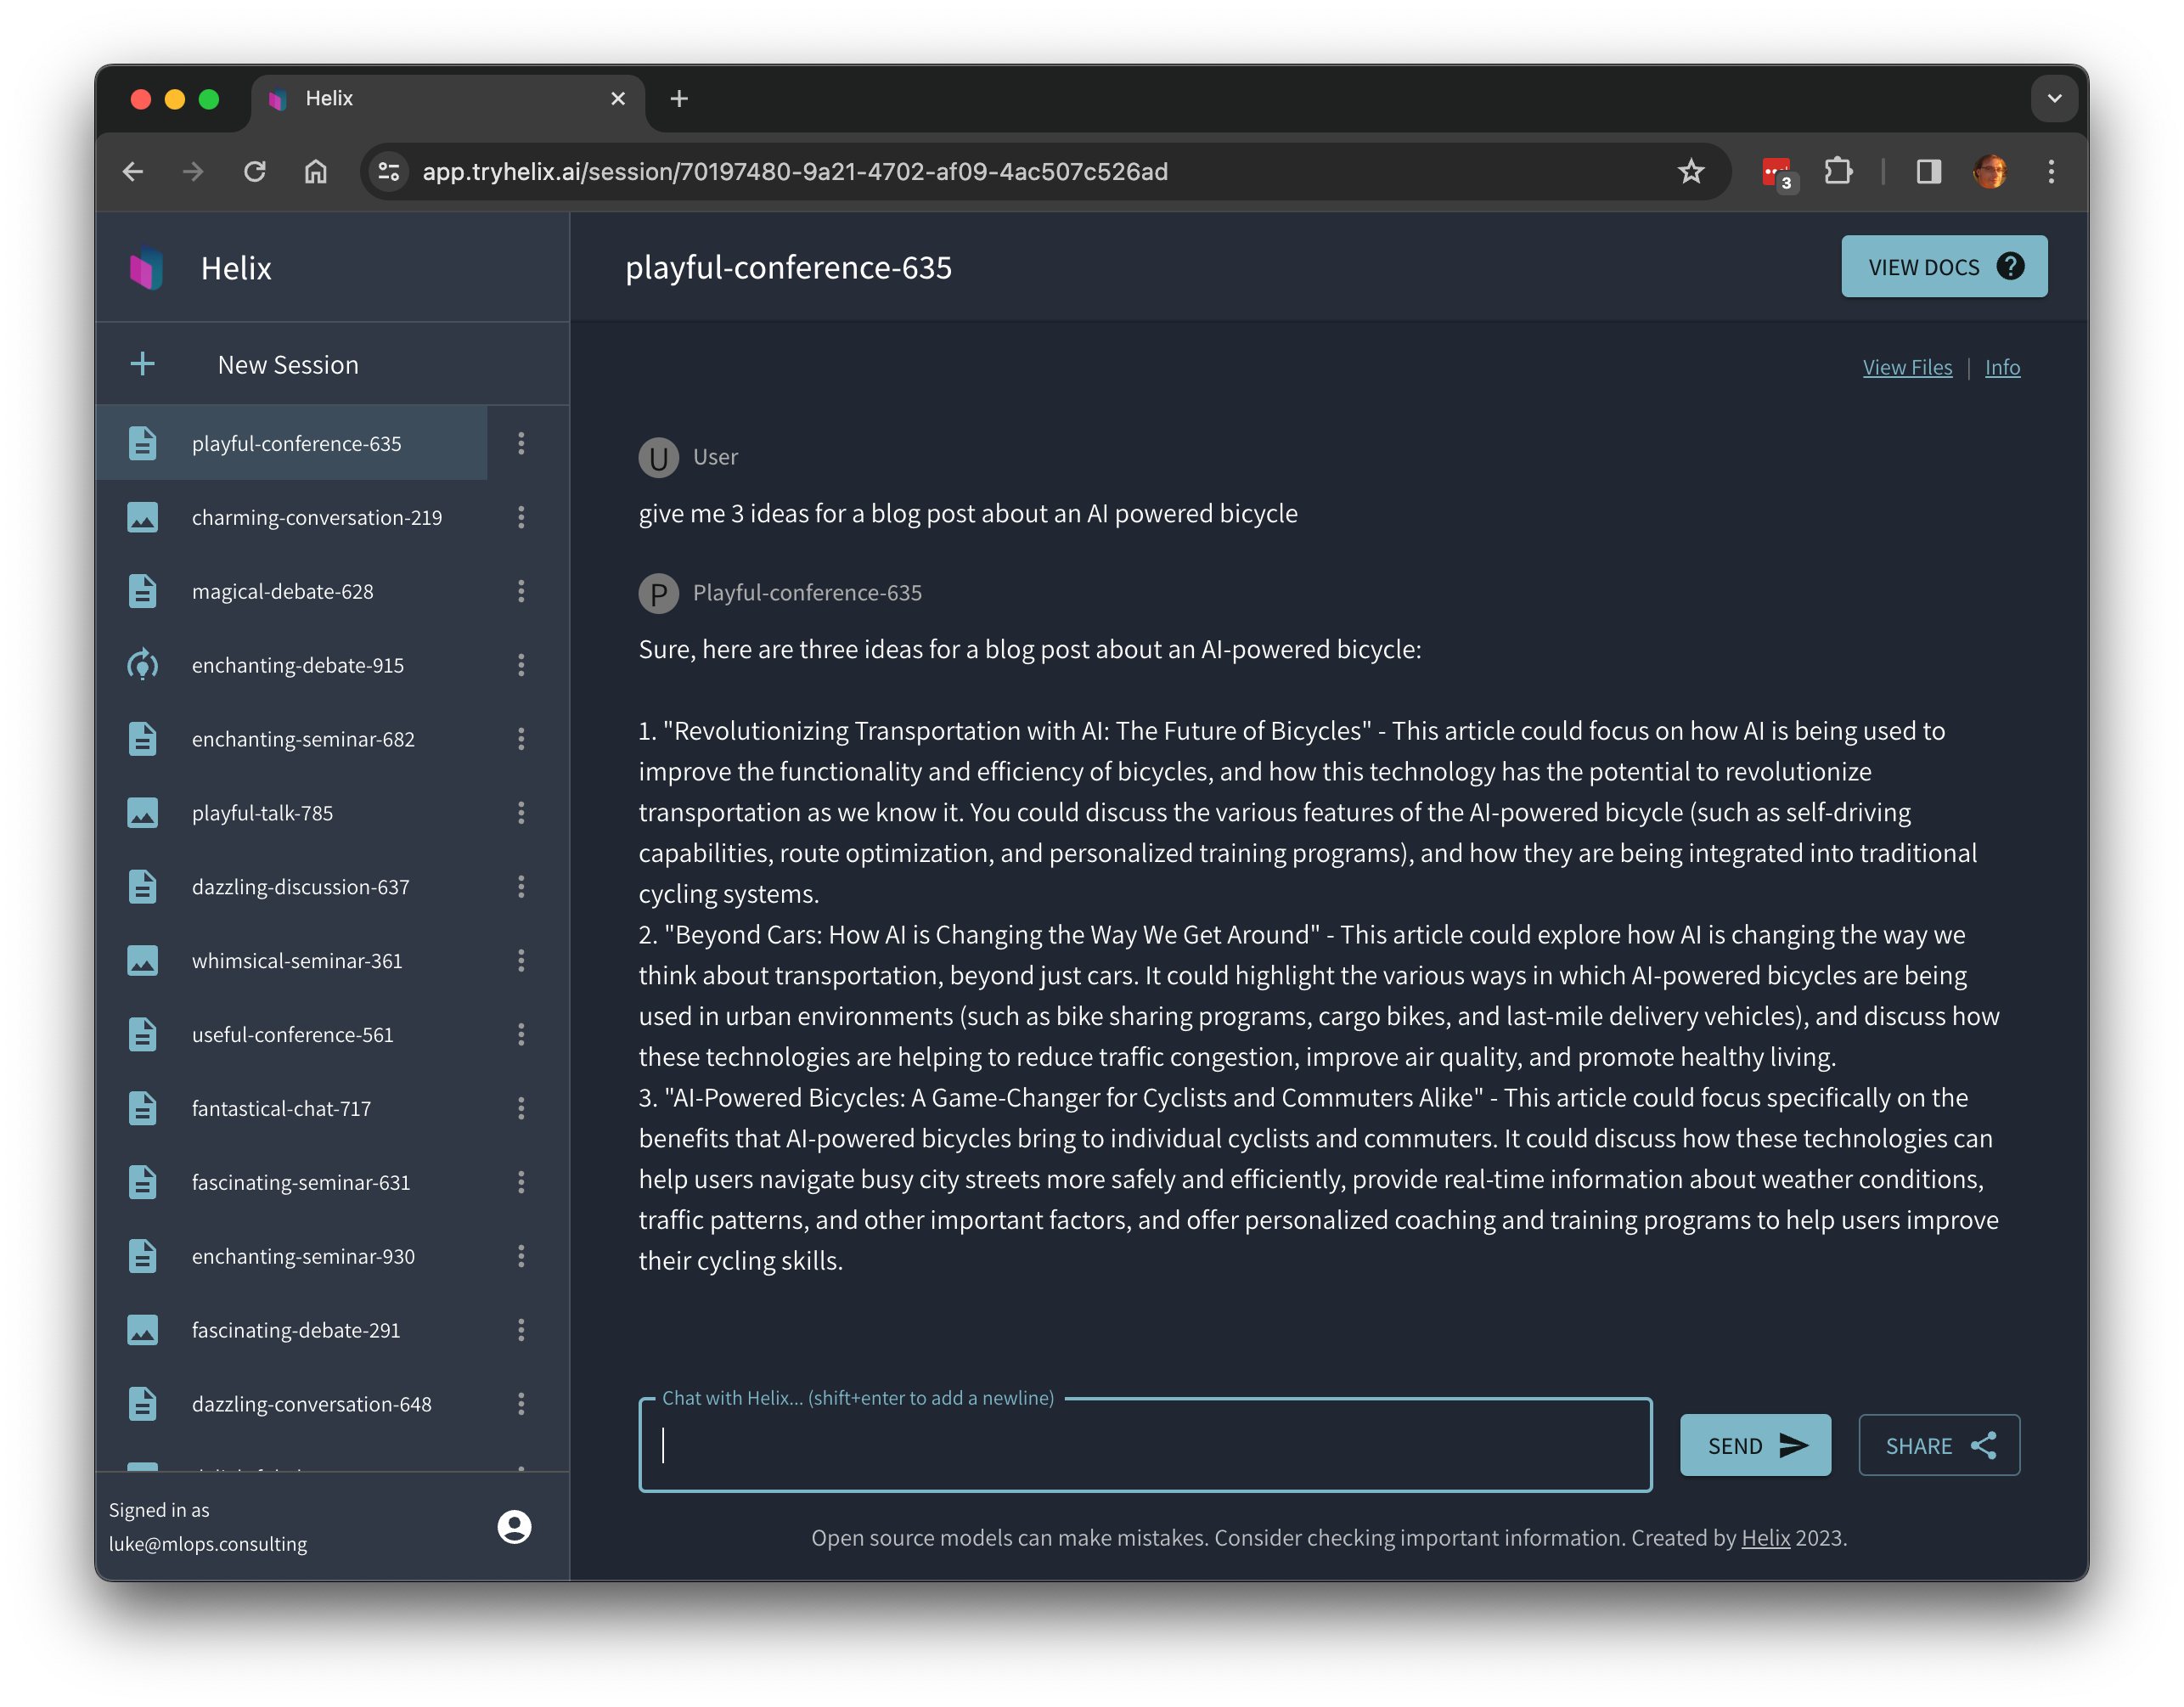 Helix
app.tryhelix.ai/session/70197480-9a21-4702-af09-4ac507c526ad
3
Helix
playful-conference-635
VIEW DOCS
New Session
View Files | Info
playful-conference-635
charming-conversation-219
magical-debate-628
enchanting-debate-915
enchanting-seminar-682
playful-talk-785
dazzling-discussion-637
whimsical-seminar-361
useful-conference-561
fantastical-chat-717
fascinating-seminar-631
enchanting-seminar-930
fascinating-debate-291
dazzling-conversation-648
Signed in as
luke@mlops.consulting
U User
give me 3 ideas for a blog post about an AI powered bicycle
P Playful-conference-635
Sure, here are three ideas for a blog post about an AI-powered bicycle:
1. "Revolutionizing Transportation with AI: The Future of Bicycles" - This article could focus on how AI is being used to
improve the functionality and efficiency of bicycles, and how this technology has the potential to revolutionize
transportation as we know it. You could discuss the various features of the AI-powered bicycle (such as self-driving
capabilities, route optimization, and personalized training programs), and how they are being integrated into traditional
cycling systems.
2. "Beyond Cars: How AI is Changing the Way We Get Around" - This article could explore how AI is changing the way we
think about transportation, beyond just cars. It could highlight the various ways in which AI-powered bicycles are being
used in urban environments (such as bike sharing programs, cargo bikes, and last-mile delivery vehicles), and discuss how
these technologies are helping to reduce traffic congestion, improve air quality, and promote healthy living.
3. "AI-Powered Bicycles: A Game-Changer for Cyclists and Commuters Alike" - This article could focus specifically on the
benefits that AI-powered bicycles bring to individual cyclists and commuters. It could discuss how these technologies can
help users navigate busy city streets more safely and efficiently, provide real-time information about weather conditions,
traffic patterns, and other important factors, and offer personalized coaching and training programs to help users improve
their cycling skills.
Chat with Helix... (shift+enter to add a newline)
SEND
SHARE
Open source models can make mistakes. Consider checking important information. Created by Helix 2023.